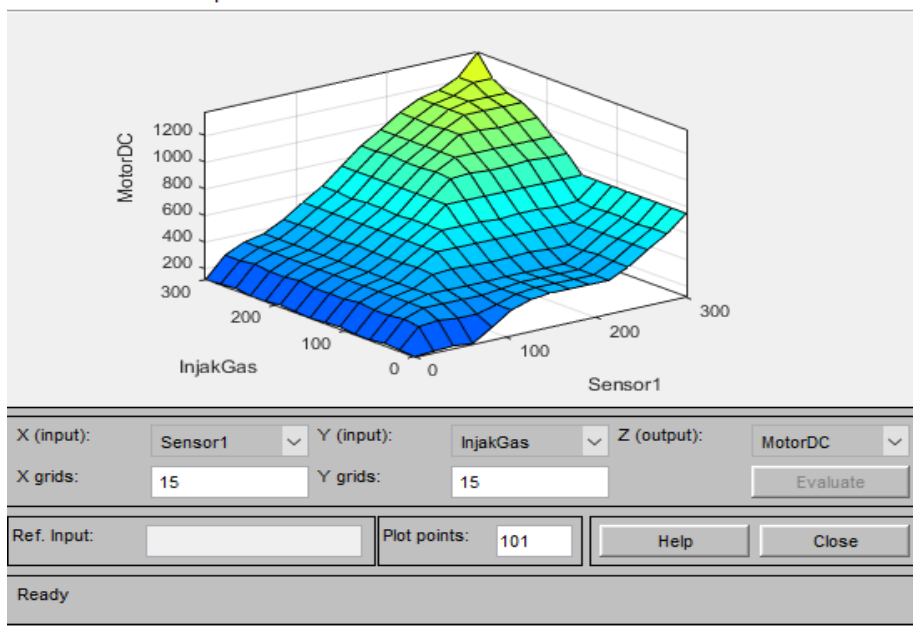 1200
1000
800
600
400
200
MotorDC
300
200
100
0
InjakGas
0
100
200
300
Sensor1
X (input): Sensor1 Y (input): InjakGas Z (output): MotorDC
X grids: 15 Y grids: 15 Evaluate
Ref. Input: Plot points: 101 Help Close
Ready